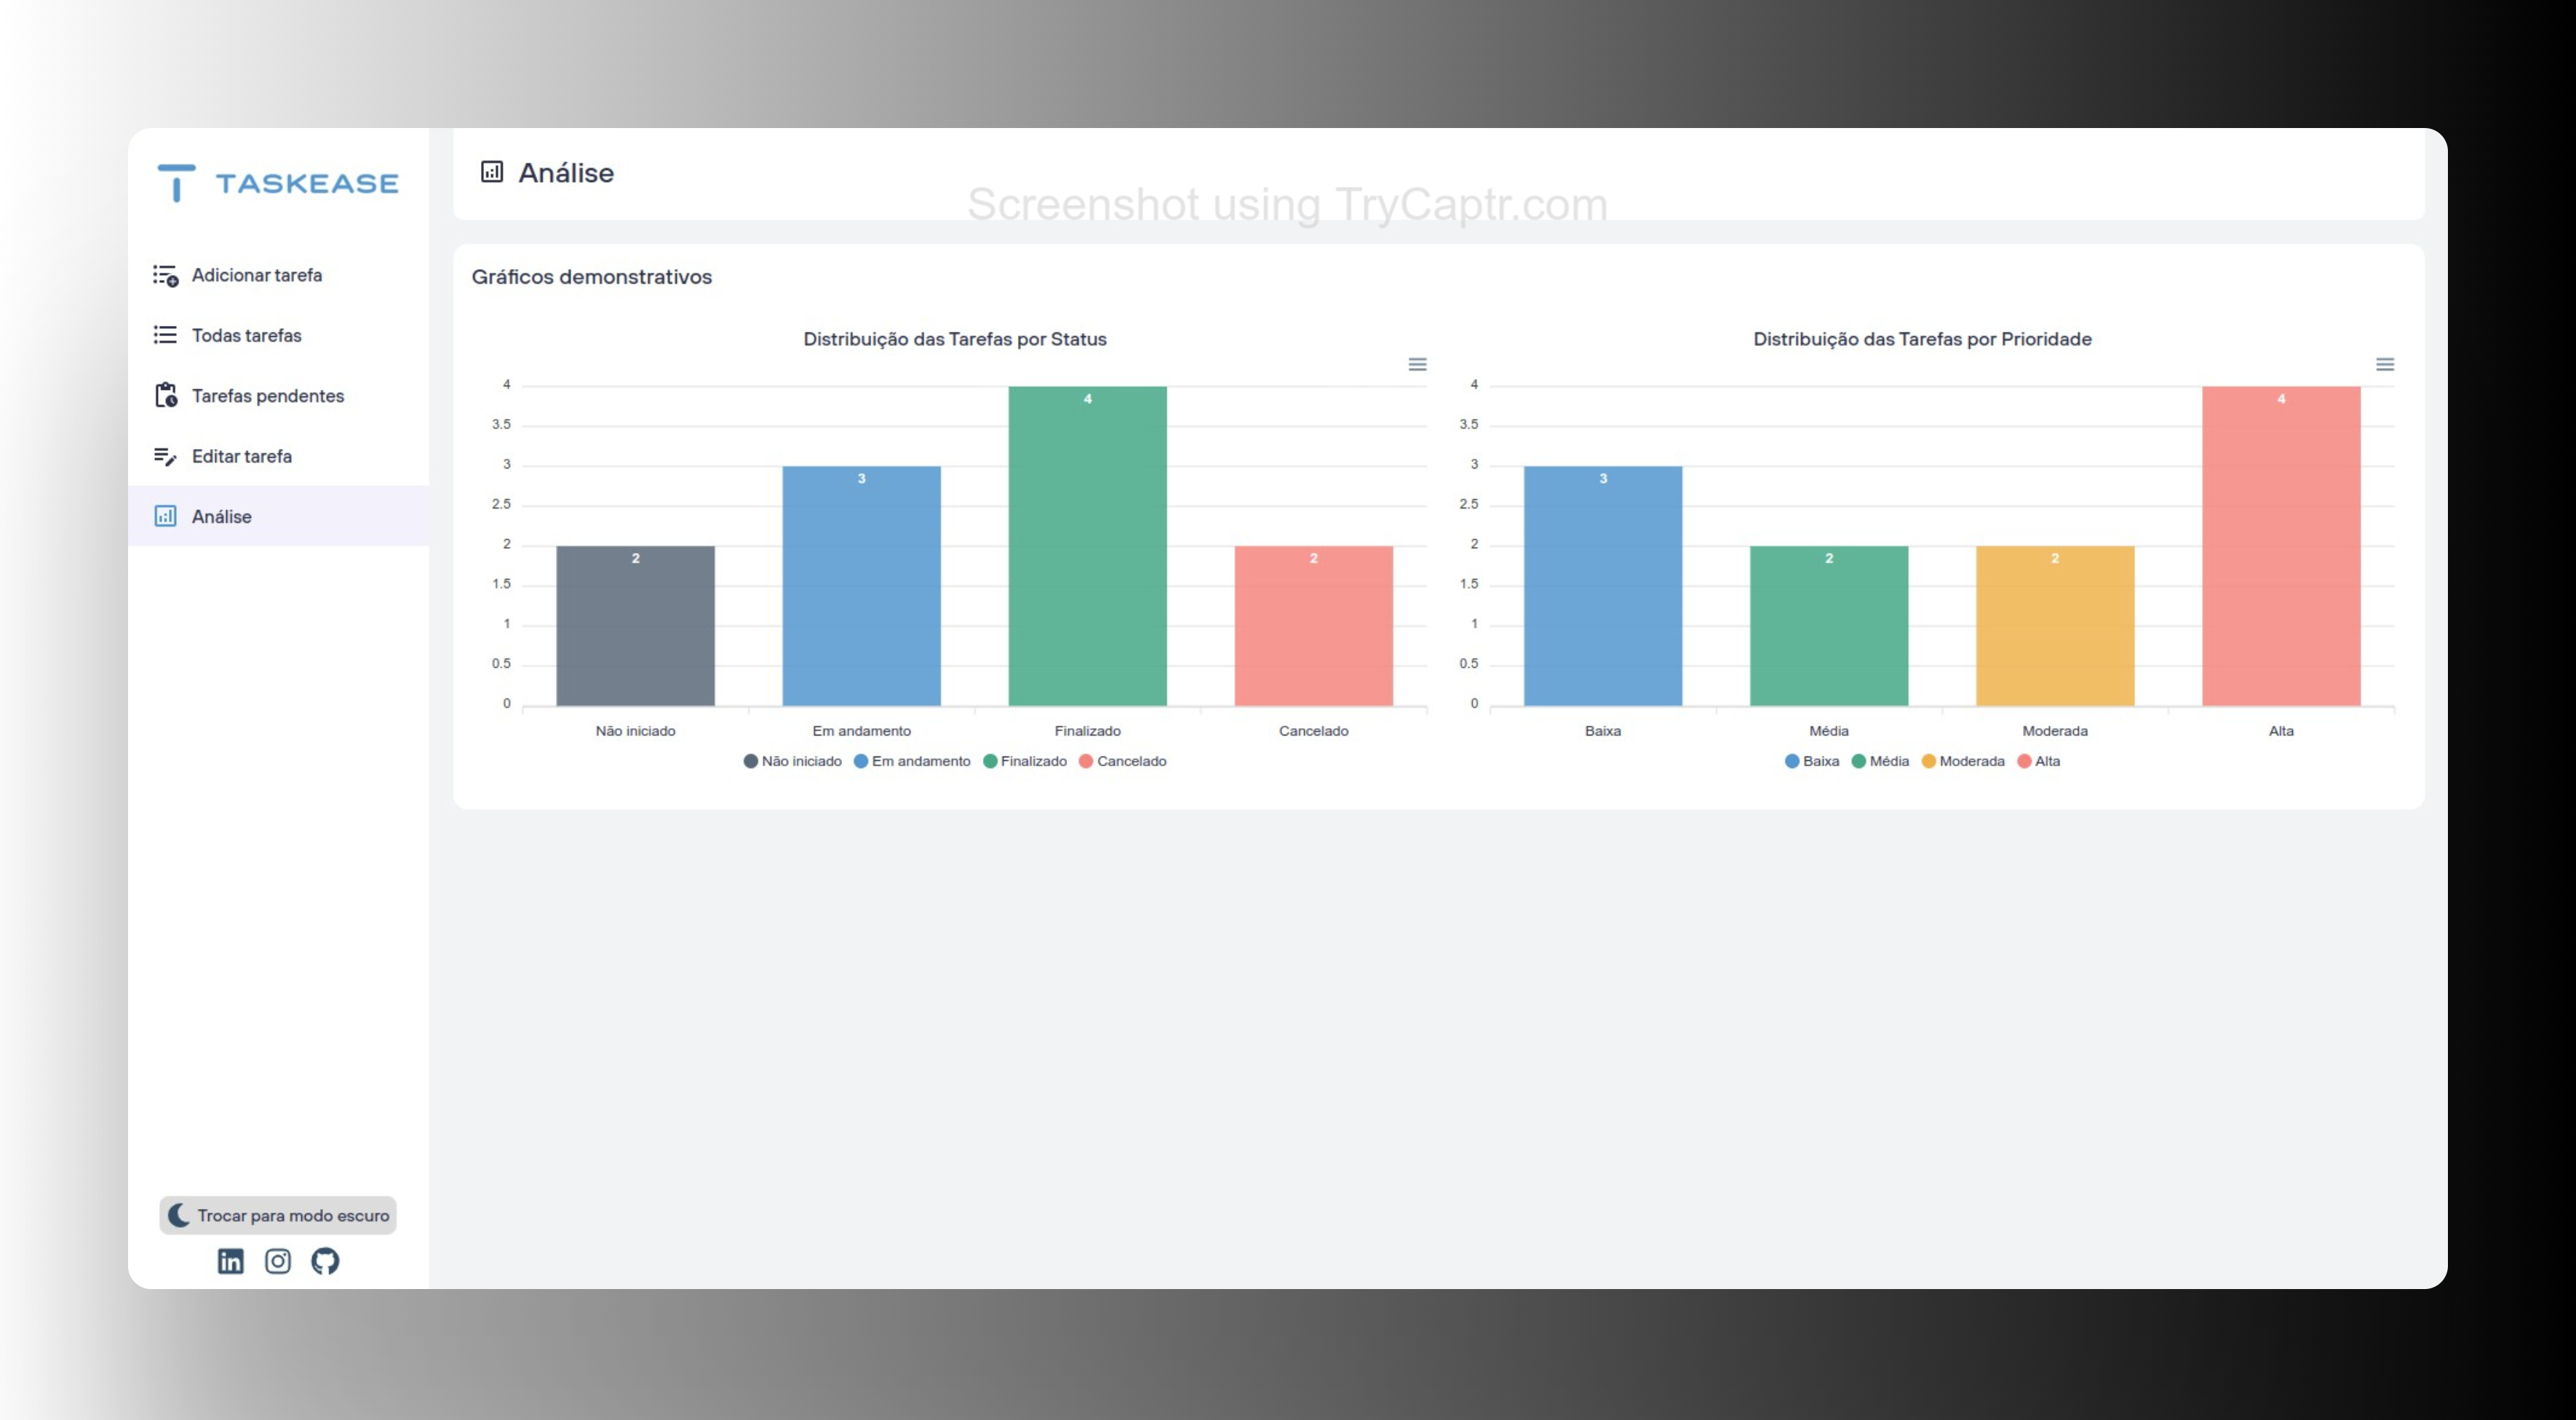 TASKEASE
Adicionar tarefa
Todas tarefas
Tarefas pendentes
Editar tarefa
Análise
Trocar para modo escuro
Análise
Screenshot using TryCaptr.com
Gráficos demonstrativos
Distribuição das Tarefas por Status
4
3.5
3
2.5
2
1.5
1
0.5
0
2
3
4
2
Não iniciado Em andamento Finalizado Cancelado
Não iniciado Em andamento Finalizado Cancelado
Distribuição das Tarefas por Prioridade
4
3.5
3
2.5
2
1.5
1
0.5
0
3
2
2
4
Baixa Média Moderada Alta
Baixa Média Moderada Alta